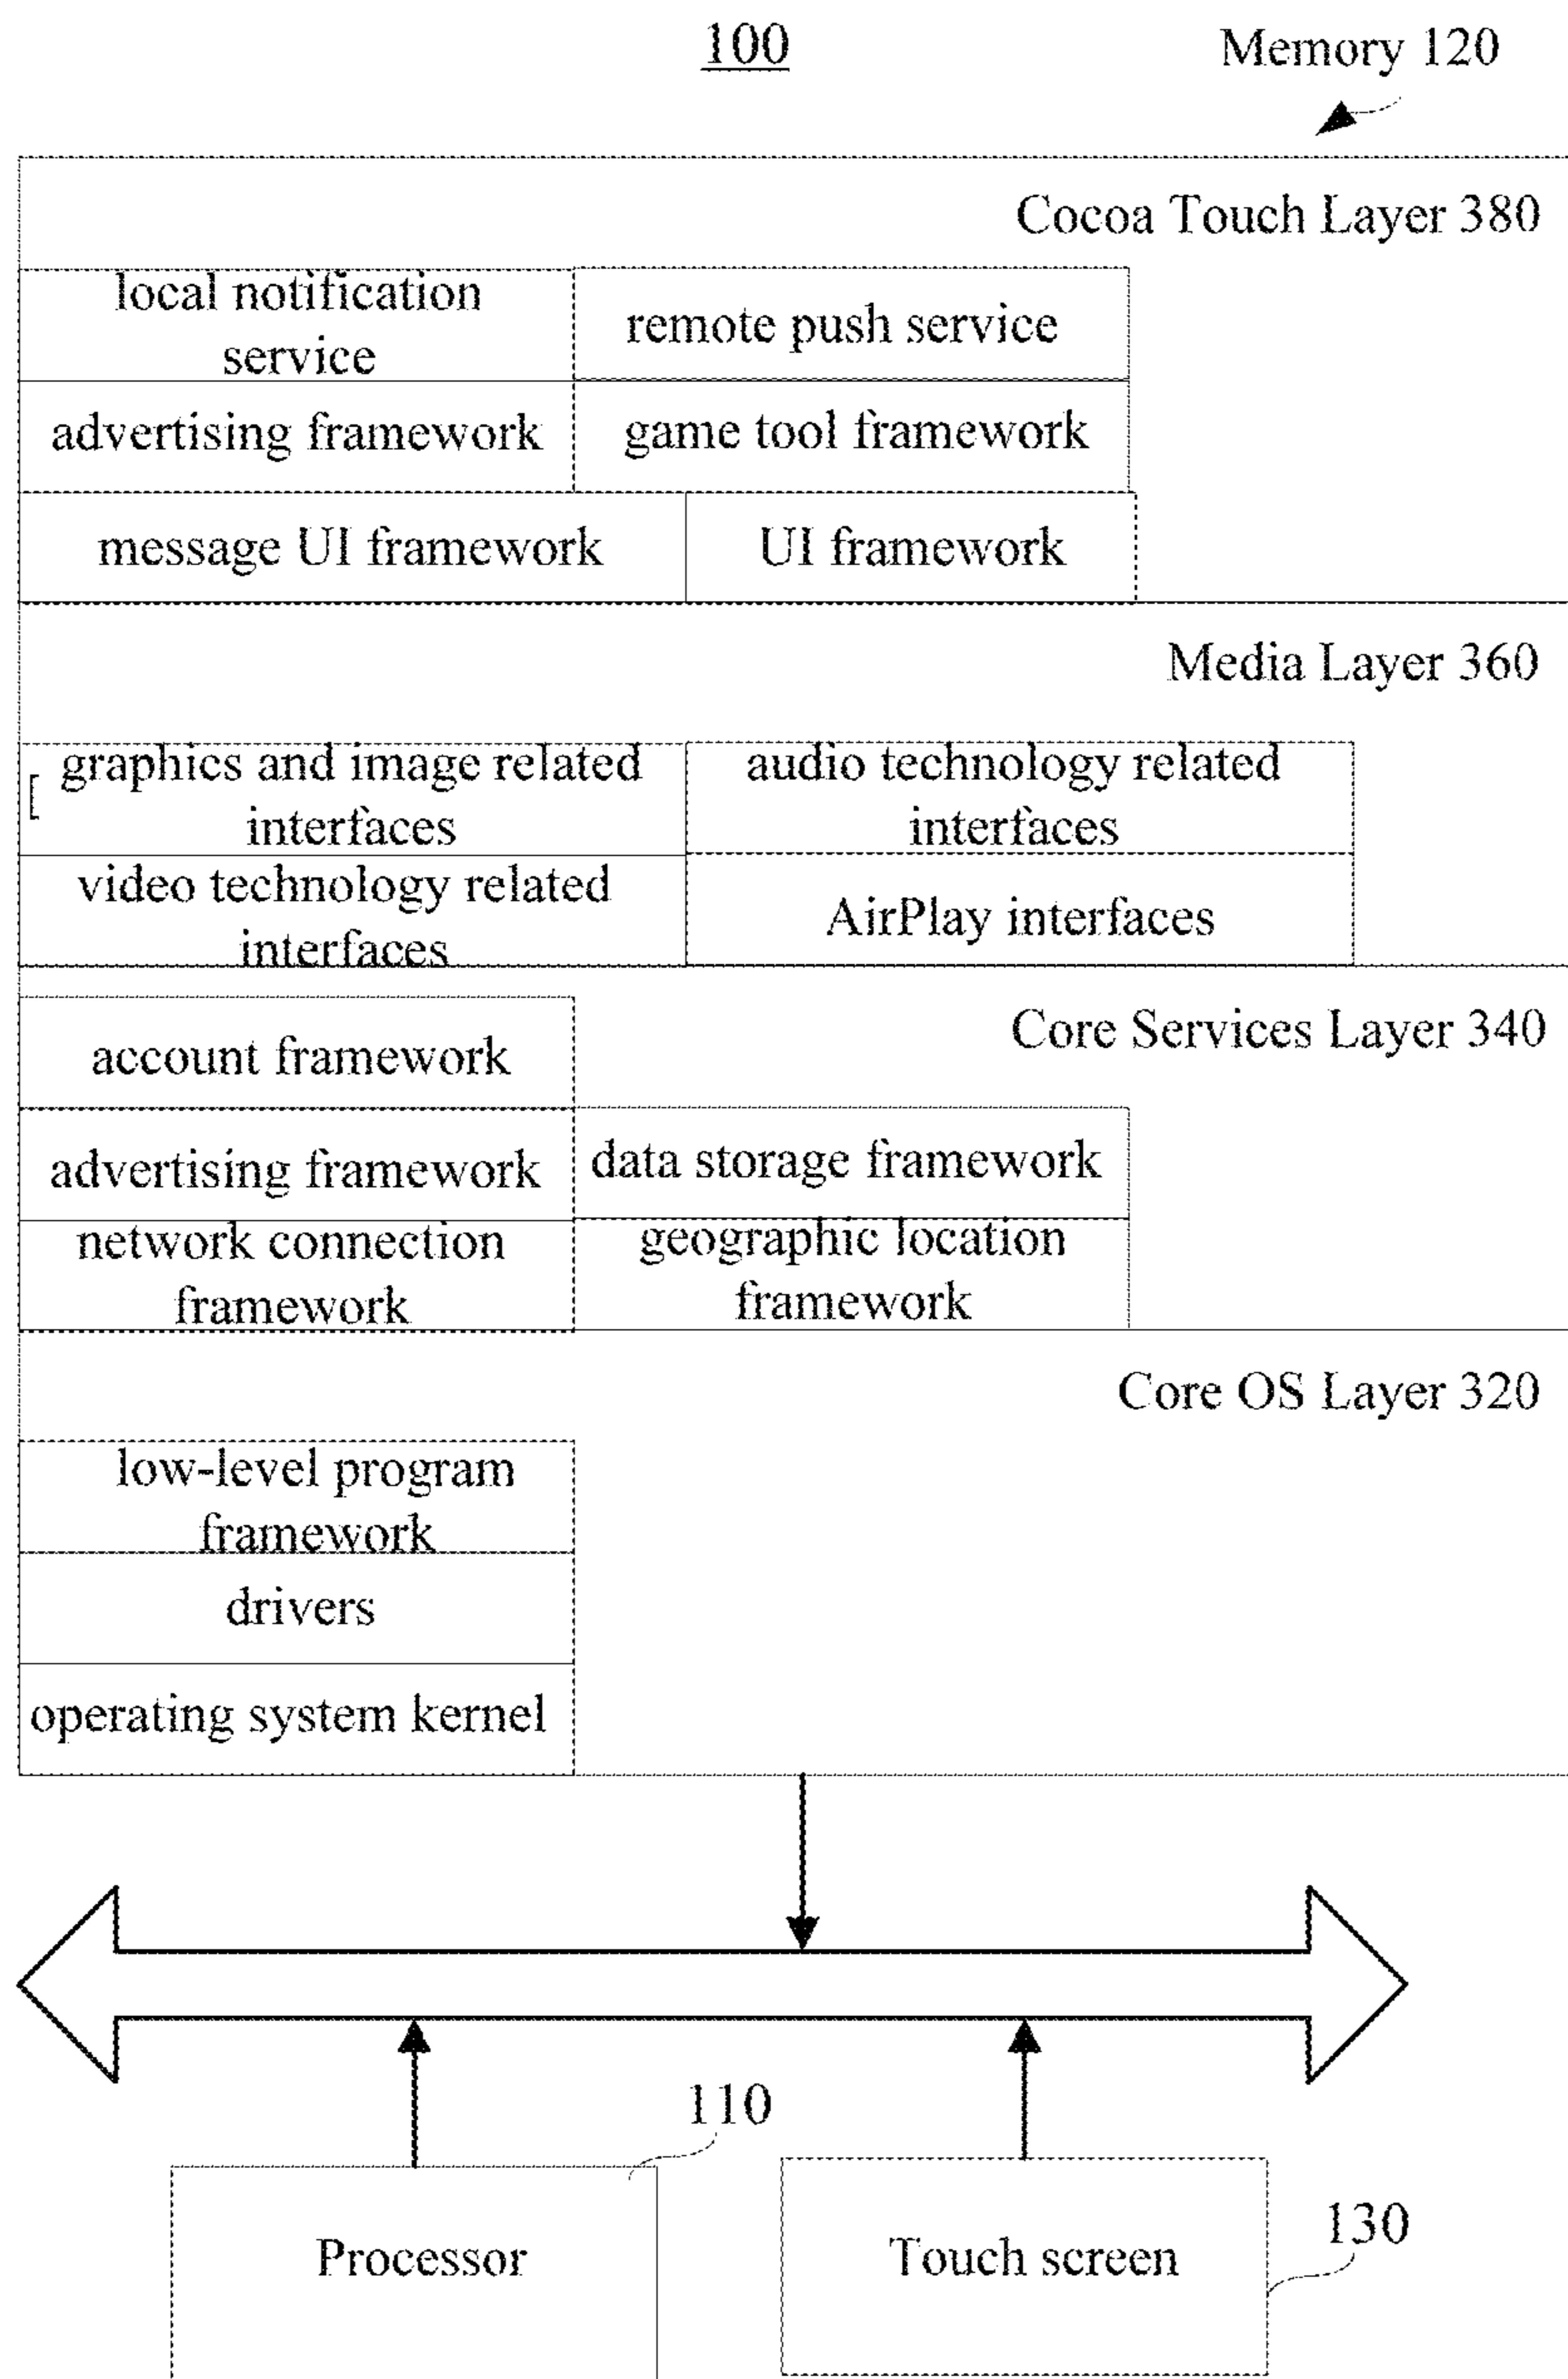 100
Memory 120
Cocoa Touch Layer 380
local notification
service
remote push service
advertising framework
game tool framework
message UI framework
UI framework
Media Layer 360
[ graphics and image related
interfaces
audio technology related
interfaces
video technology related
interfaces
AirPlay interfaces
Core Services Layer 340
account framework
advertising framework
data storage framework
network connection
framework
geographic location
framework
Core OS Layer 320
low-level program
framework
drivers
operating system kernel
110
Processor
Touch screen
130